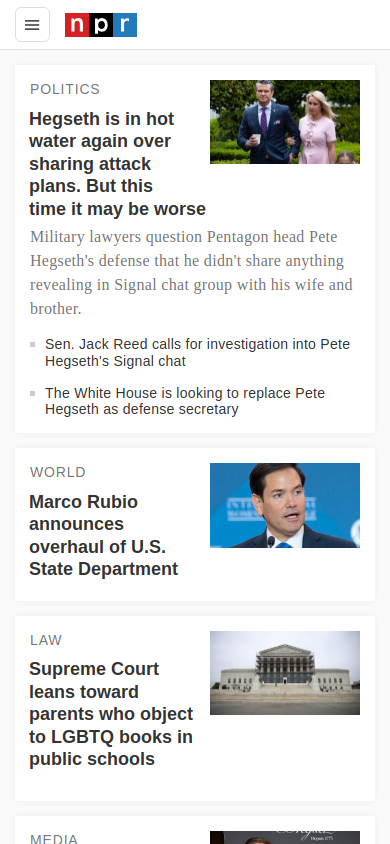 npr
POLITICS
Hegseth is in hot
water again over
sharing attack
plans. But this
time it may be worse
Military lawyers question Pentagon head Pete
Hegseth's defense that he didn't share anything
revealing in Signal chat group with his wife and
brother.
Sen. Jack Reed calls for investigation into Pete
Hegseth's Signal chat
The White House is looking to replace Pete
Hegseth as defense secretary
WORLD
Marco Rubio
announces
overhaul of U.S.
State Department
LAW
Supreme Court
leans toward
parents who object
to LGBTQ books in
public schools
MEDIA